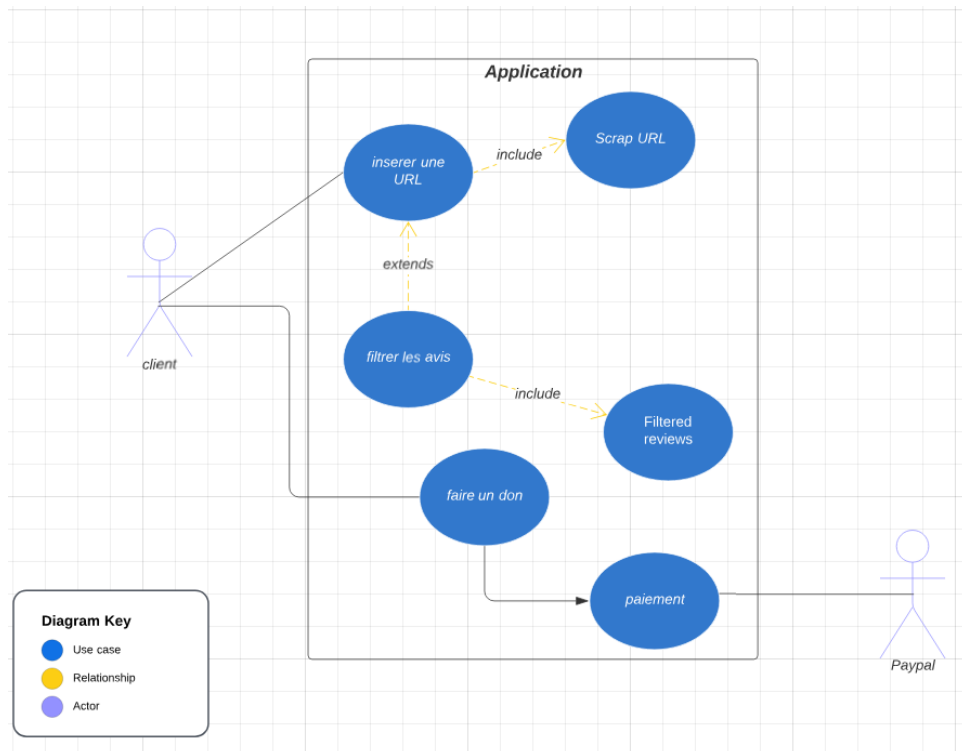 Application
inserer une
URL
include
Scrap URL
extends
client
filtrer les avis
include
Filtered
reviews
faire un don
paiement
Paypal
Diagram Key
Use case
Relationship
Actor